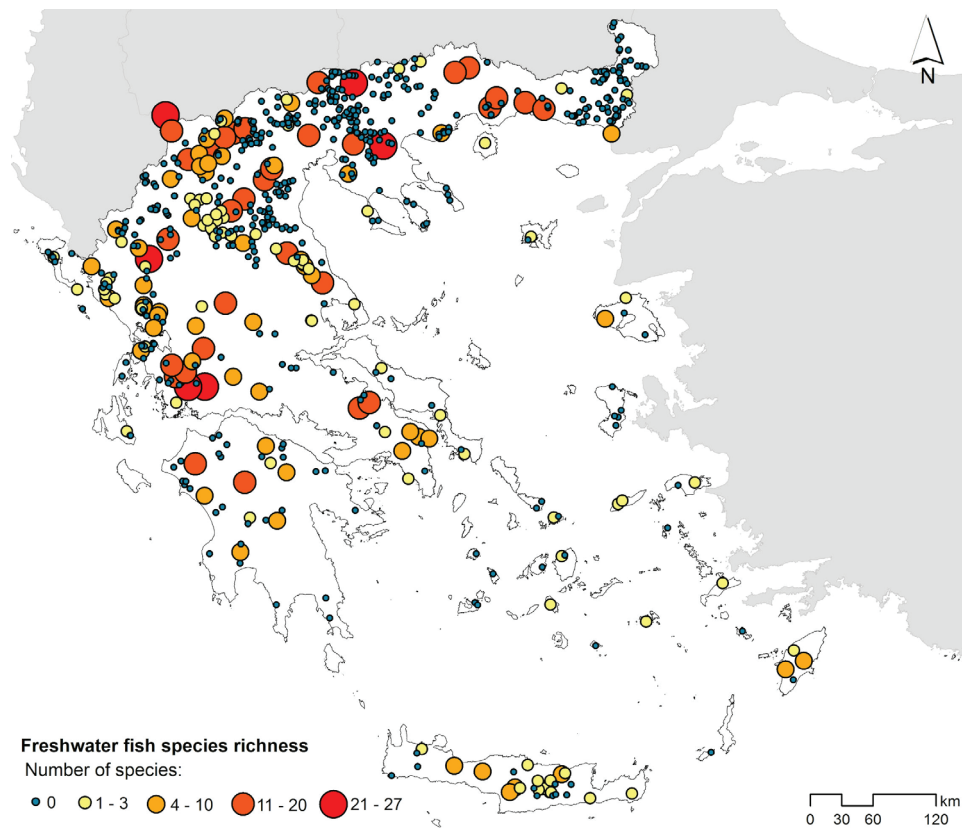 N
Freshwater fish species richness
Number of species:
0 1 - 3 4 - 10 11 - 20 21 - 27
km
0 30 60 120